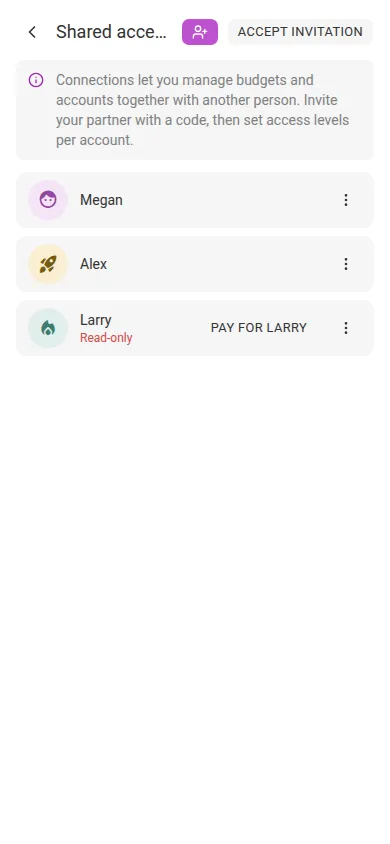 Shared acce...
ACCEPT INVITATION
Connections let you manage budgets and
accounts together with another person. Invite
your partner with a code, then set access levels
per account.
Megan
Alex
Larry
Read-only
PAY FOR LARRY